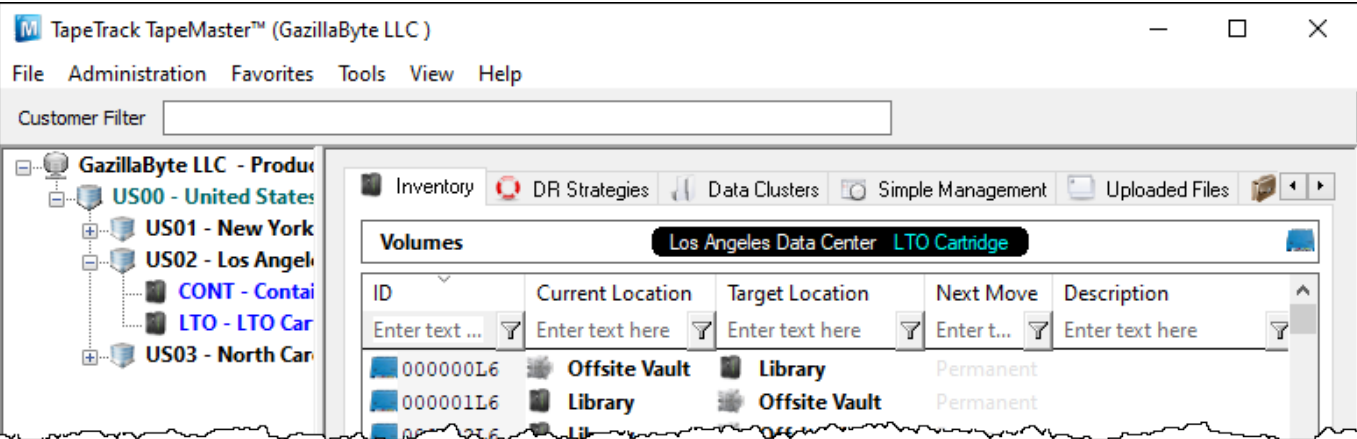 TapeTrack TapeMaster™ (GazillaByte LLC )
File Administration Favorites Tools View Help
Customer Filter
GazillaByte LLC - Produc
US00 - United States
US01 - New York
US02 - Los Angel
CONT - Contai
LTO - LTO Car
US03 - North Car
Inventory DR Strategies Data Clusters Simple Management Uploaded Files
Volumes Los Angeles Data Center LTO Cartridge
ID Current Location Target Location Next Move Description
Enter text ... Enter text here Enter text here Enter t... Enter text here
000000L6 Offsite Vault Library Permanent
000001L6 Library Offsite Vault Permanent